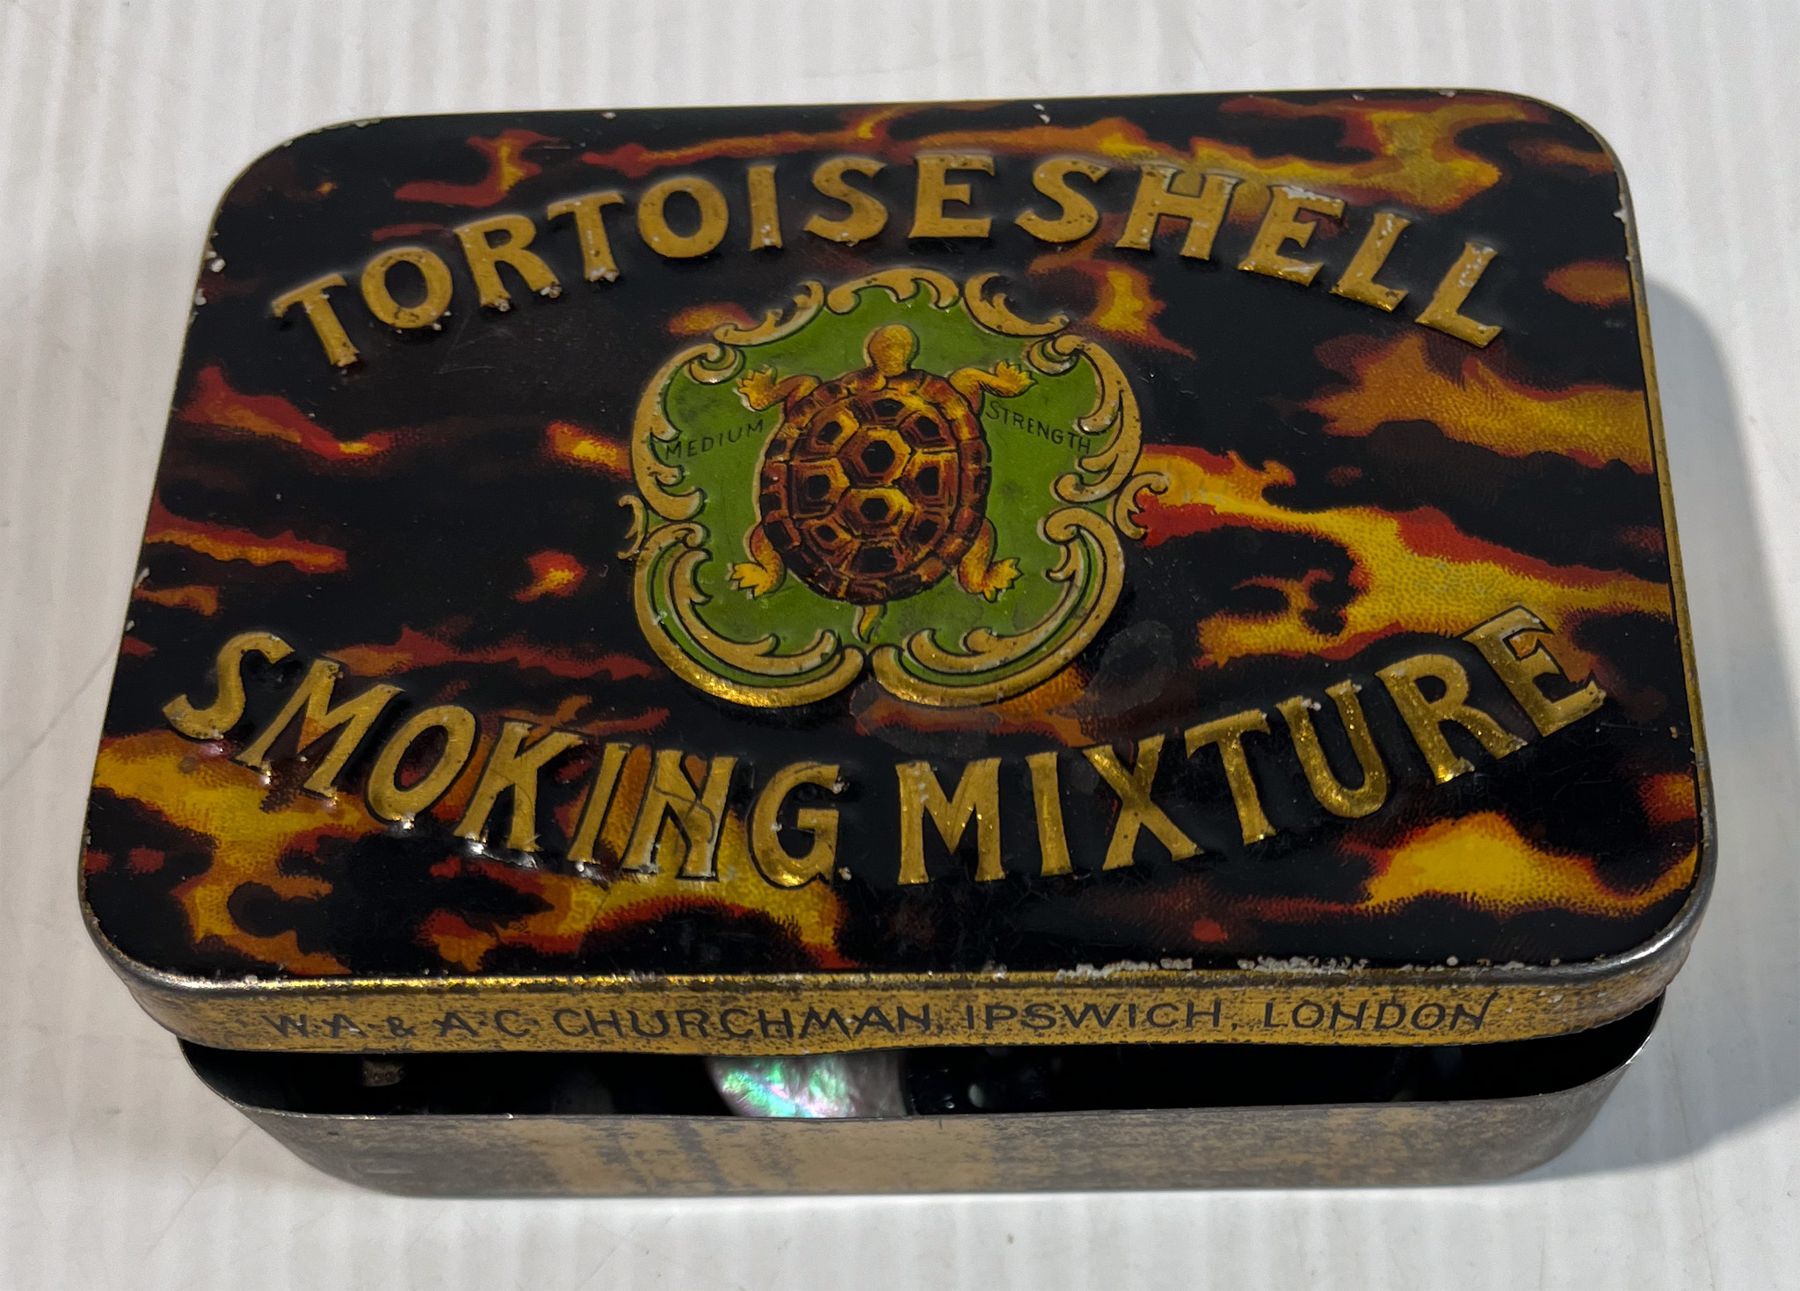 TORTOISESHELL
MEDIUM STRENGTH
SMOKING MIXTURE
W.A. & A.C. CHURCHMAN, IPSWICH, LONDON